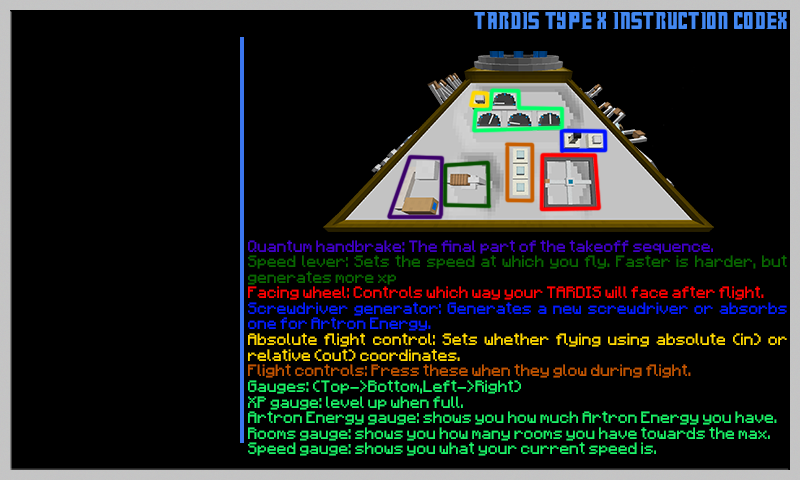 TARDIS TYPE X INSTRUCTION CODEX
Quantum handbrake: The final part of the takeoff sequence.
Speed lever: Sets the speed at which you fly. Faster is harder, but
generates more xp
Facing wheel: Controls which way your TARDIS will face after flight.
Screwdriver generator: Generates a new screwdriver or absorbs
one for Artron Energy.
Absolute flight control: Sets whether flying using absolute (in) or
relative (out) coordinates.
Flight controls: Press these when they glow during flight.
Gauges: (Top->Bottom,Left->Right)
XP gauge: level up when full.
Artron Energy gauge: shows you how much Artron Energy you have.
Rooms gauge: shows you how many rooms you have towards the max.
Speed gauge: shows you what your current speed is.